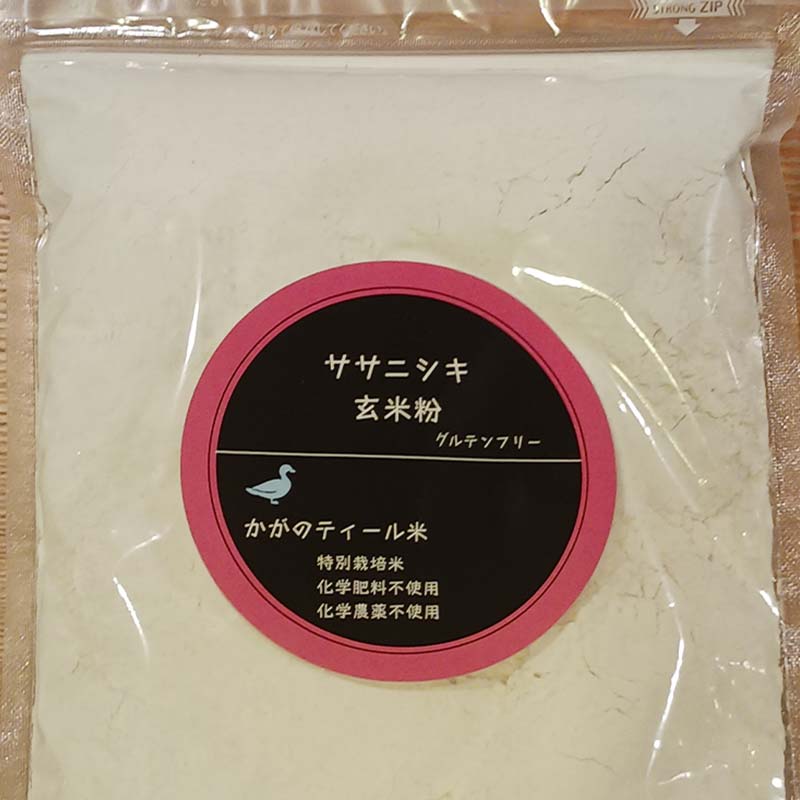 STRONG ZIP
ササニシキ
玄米粉
グルテンフリー
かがのティール米
特別栽培米
化学肥料不使用
化学農薬不使用